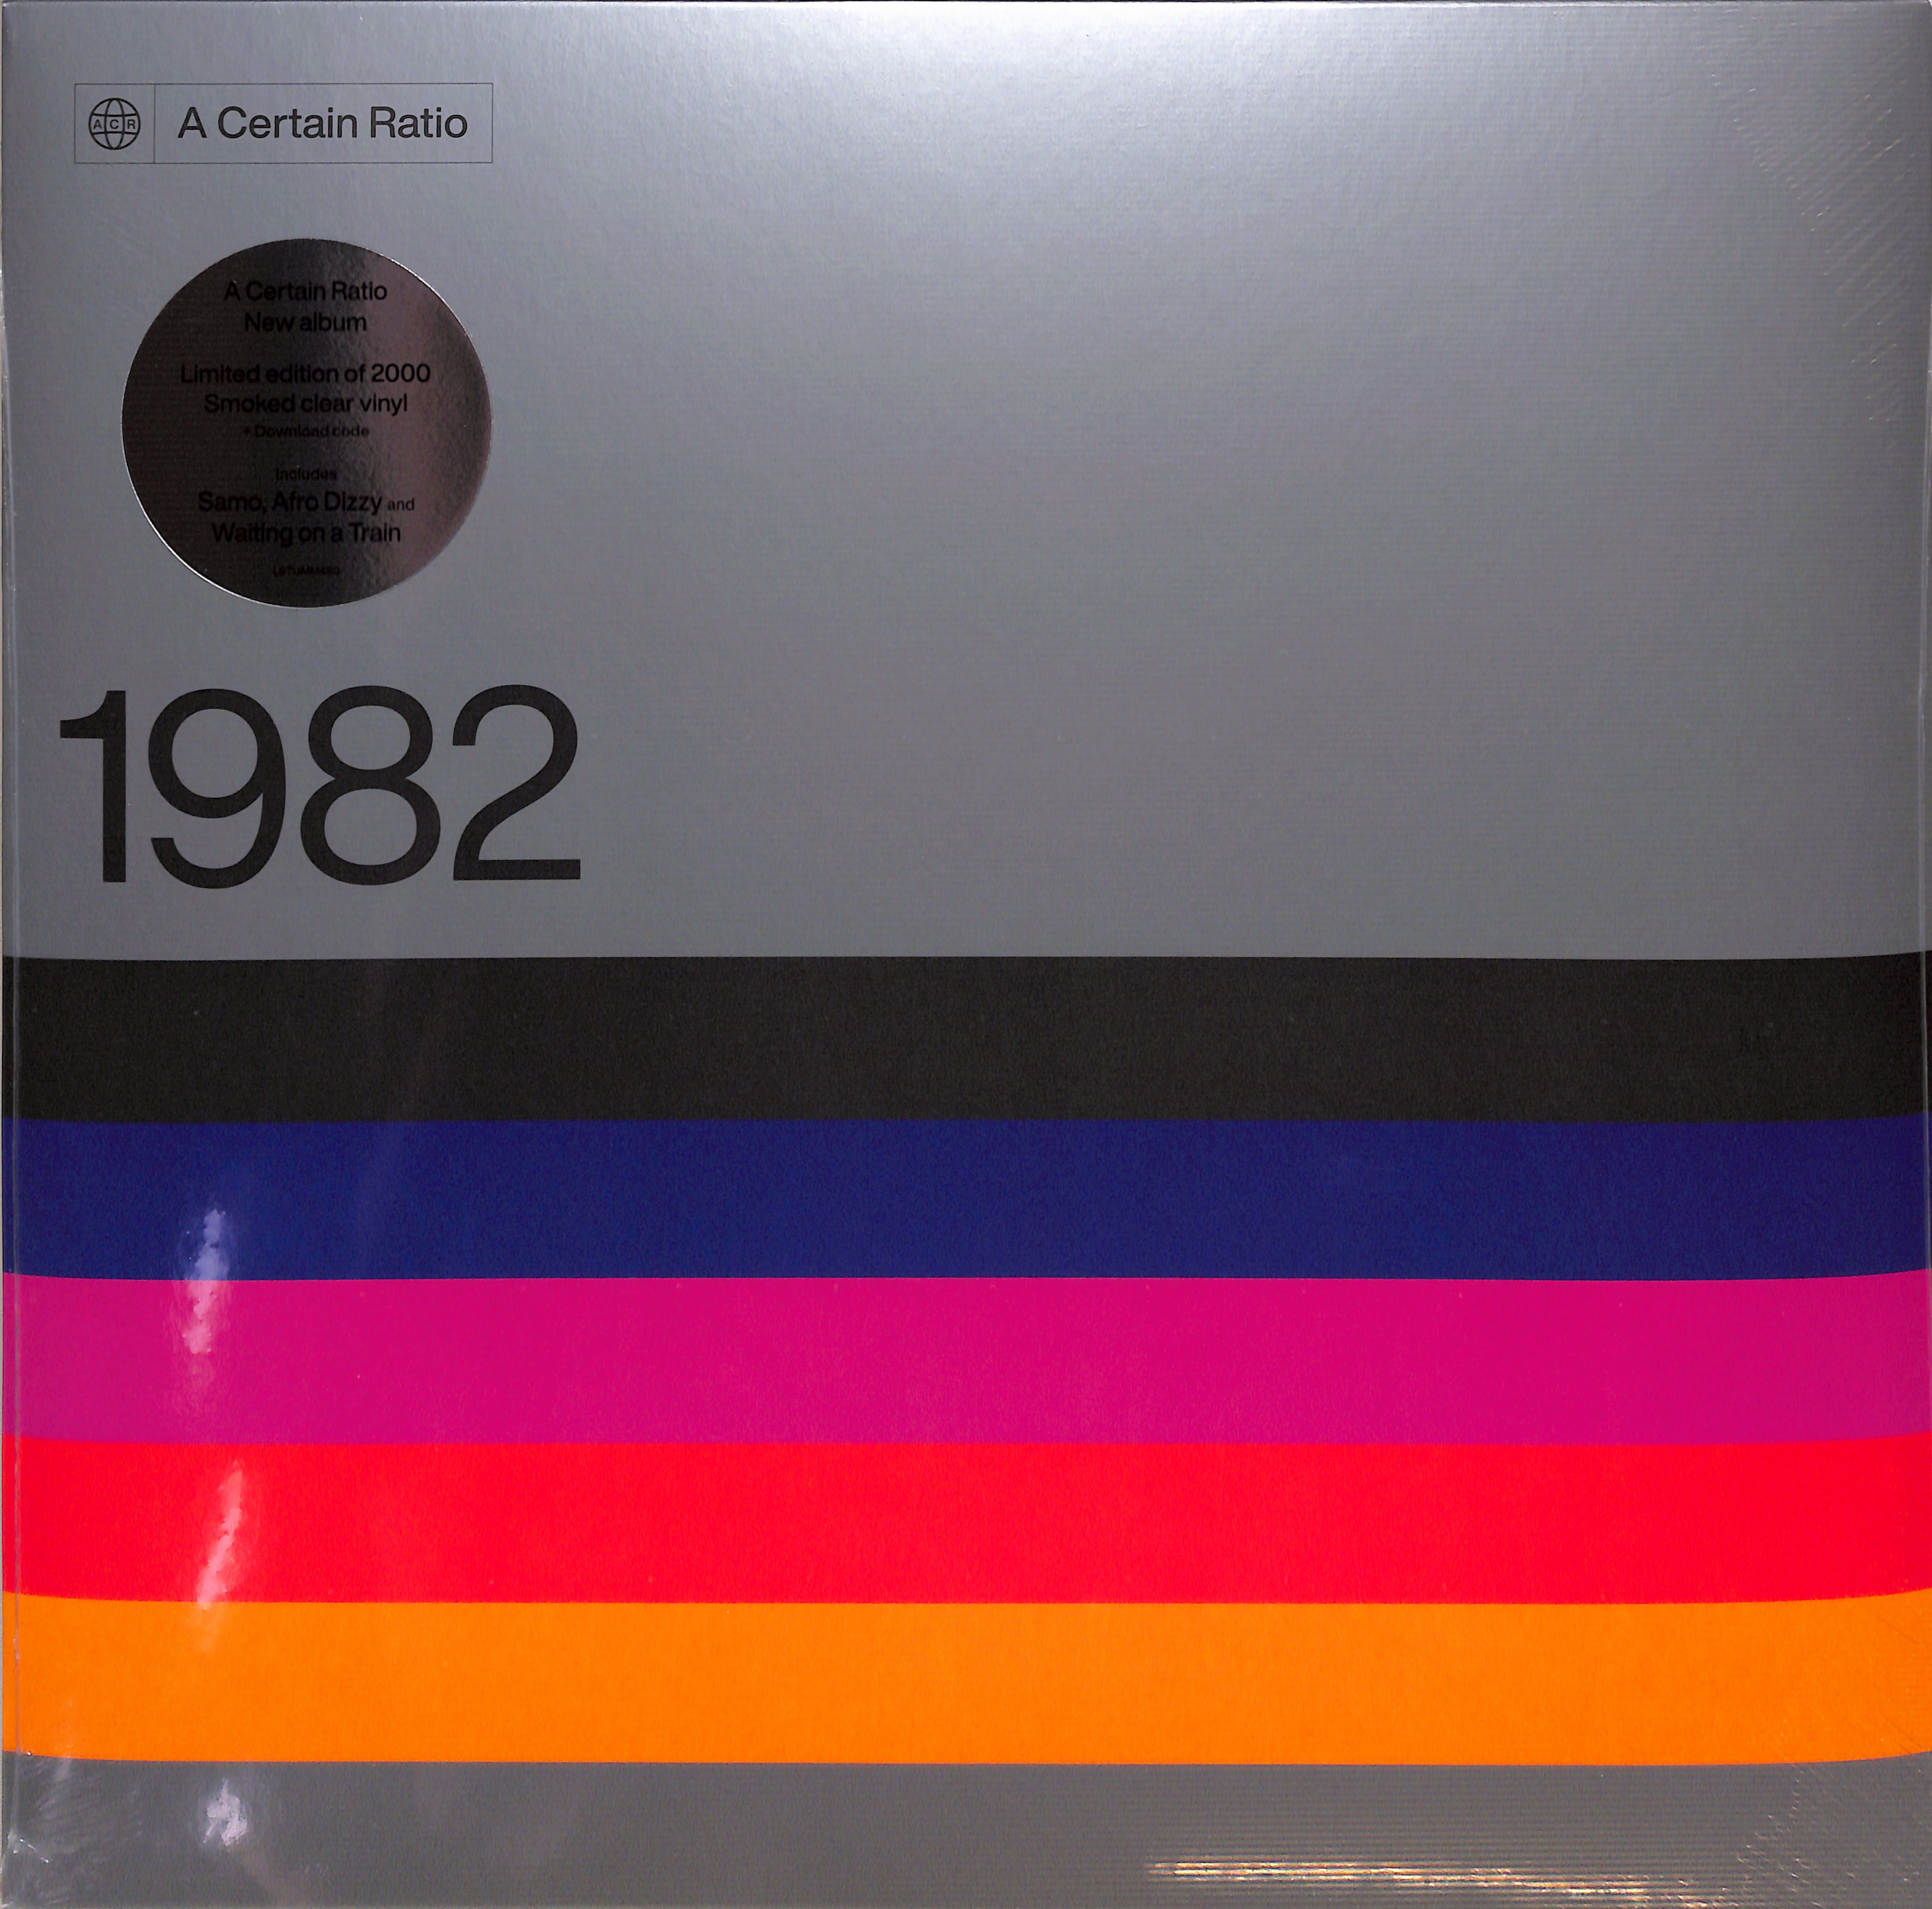 ACR
A Certain Ratio
A Certain Ratio
New album
Limited edition of 2000
Smoked clear vinyl
+ Download code
Includes
Samo, Afro Dizzy and
Waiting on a Train
LSTUMM489
1982